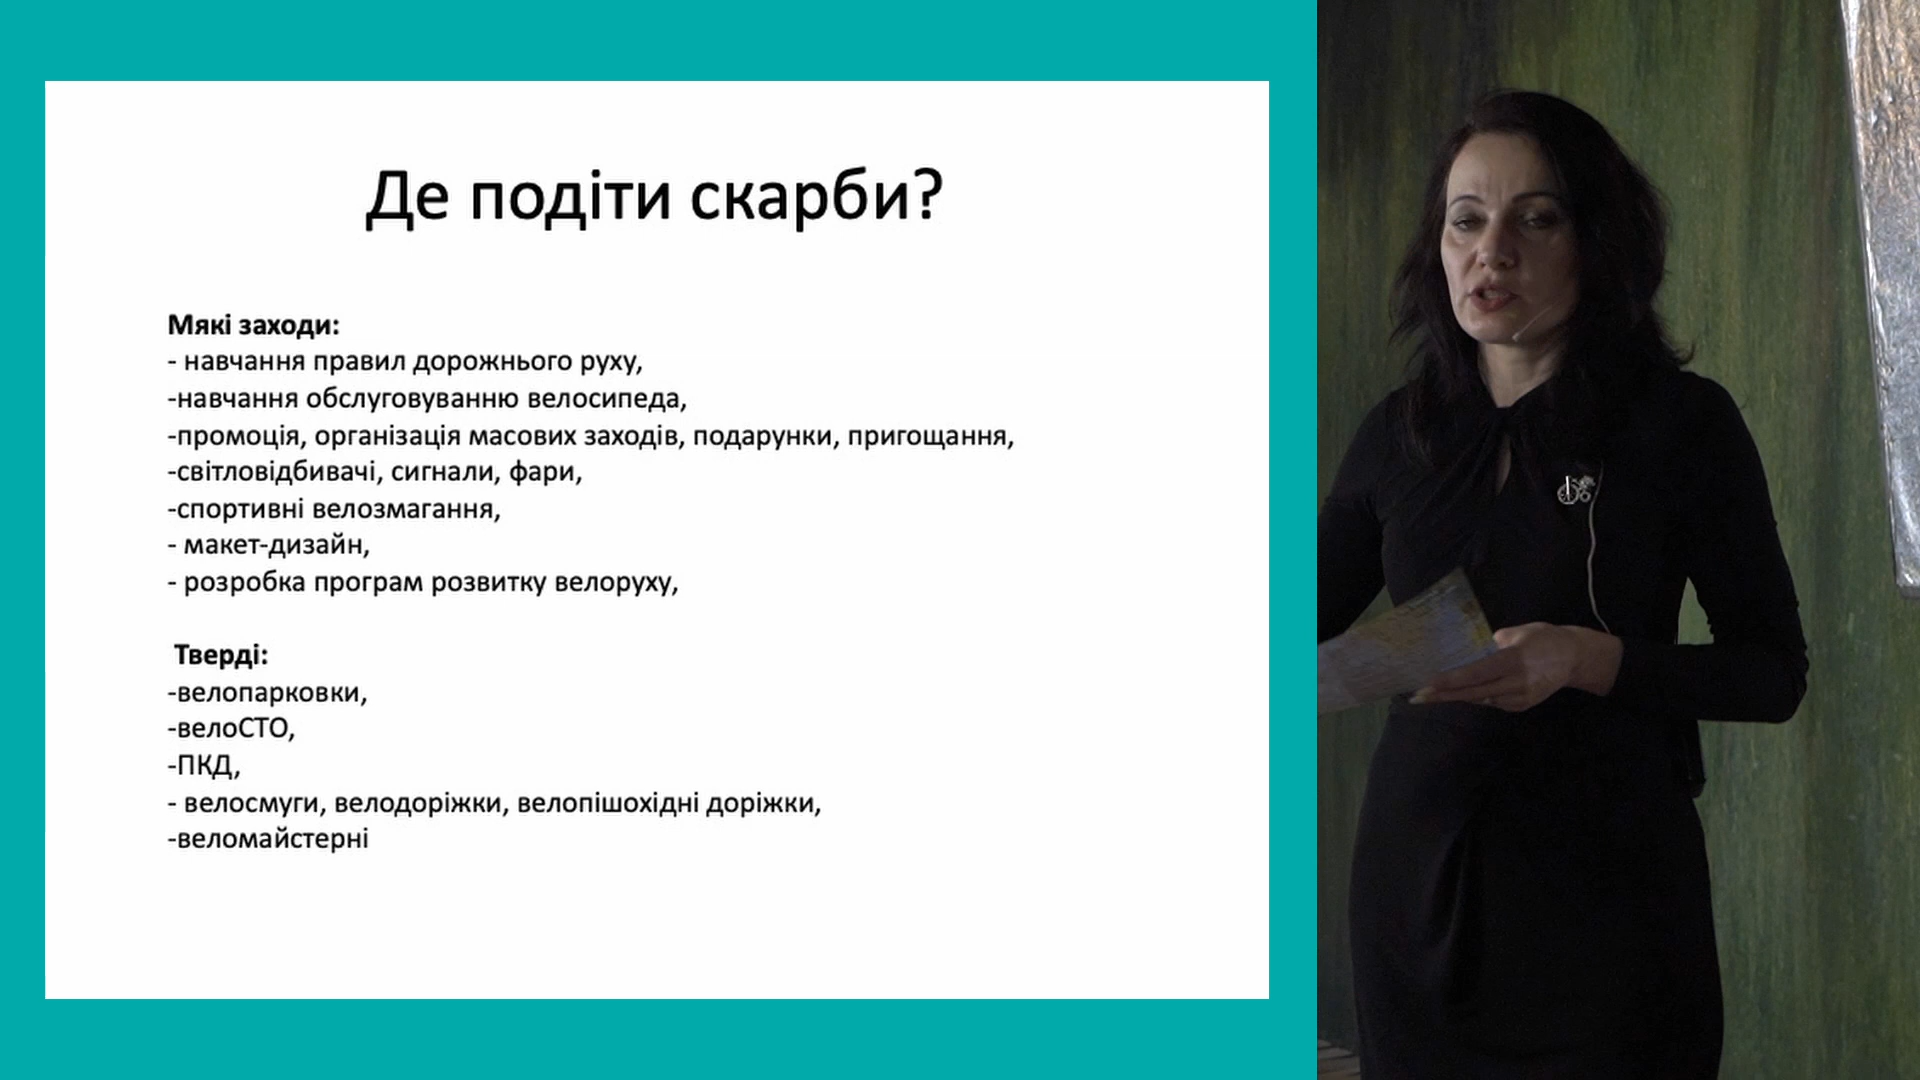 Де подіти скарби?
Мякі заходи:
- навчання правил дорожнього руху,
-навчання обслуговуванню велосипеда,
-промоція, організація масових заходів, подарунки, пригощання,
-світловідбивачі, сигнали, фари,
-спортивні велозмагання,
- макет-дизайн,
- розробка програм розвитку велоруху,
Тверді:
-велопарковки,
-велоСТО,
-ПКД,
- велосмуги, велодоріжки, велопішохідні доріжки,
-веломайстерні